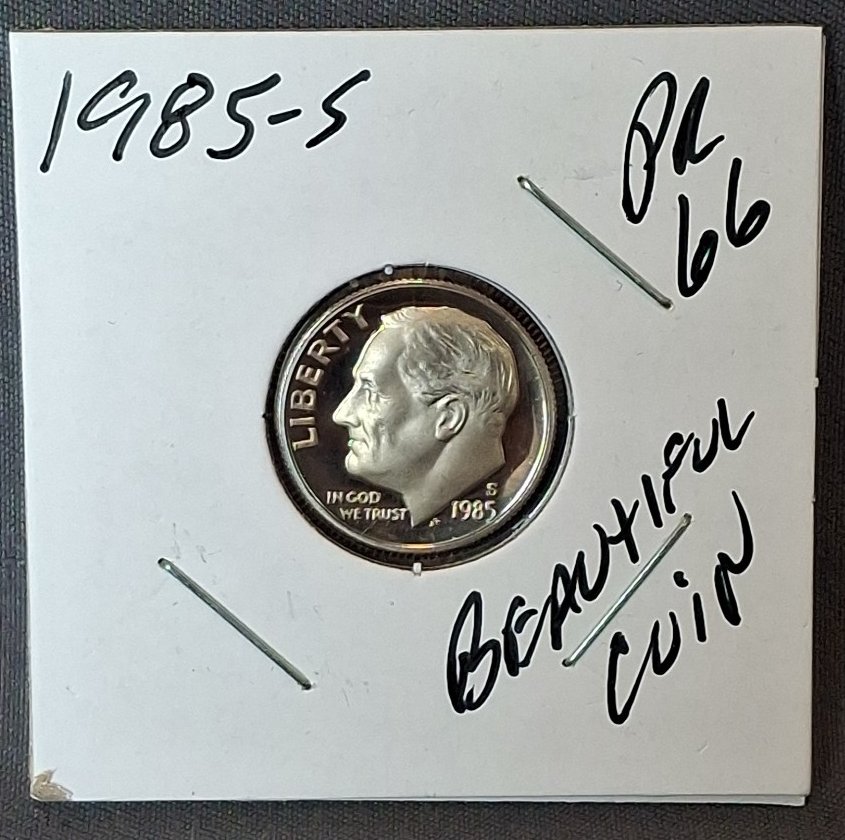 1985-S
PR
66
LIBERTY
IN GOD
WE TRUST
S
1985
BEAUTIFUL
COIN